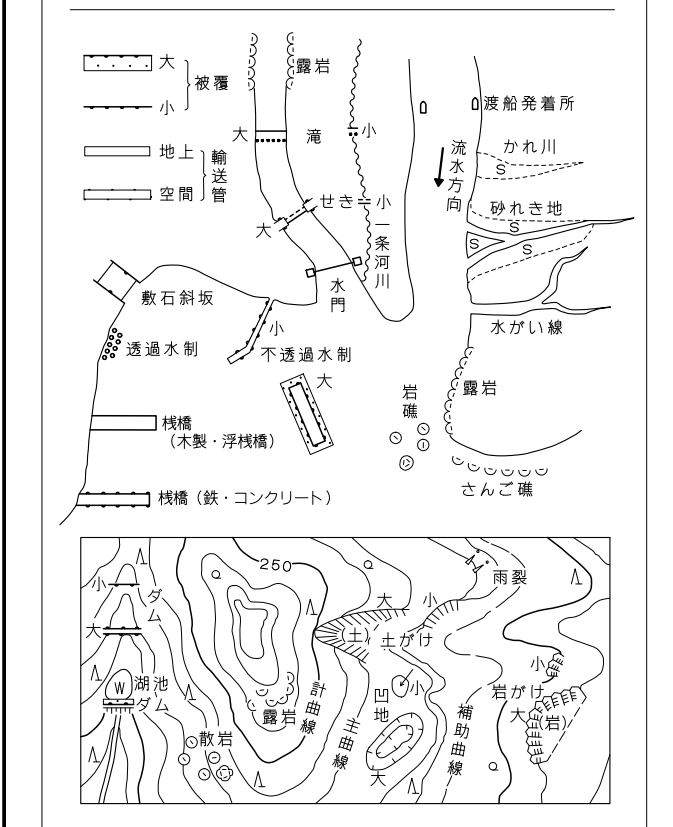 大
小
被覆
地上
空間
輸送管
露岩
大
滝
小
せき
小
大
一条河川
水門
流水方向
渡船発着所
かれ川
S
砂れき地
S
S
S
水がい線
敷石斜坂
透過水制
小
不透過水制
大
桟橋
(木製・浮桟橋)
桟橋(鉄・コンクリート)
岩礁
露岩
さんご礁
小
ダム
大
W
湖池
ダム
250
露岩
散岩
計曲線
主曲線
大
小
(土)
土がけ
雨裂
凹地
小
大
補助曲線
小
岩がけ
大
(岩)